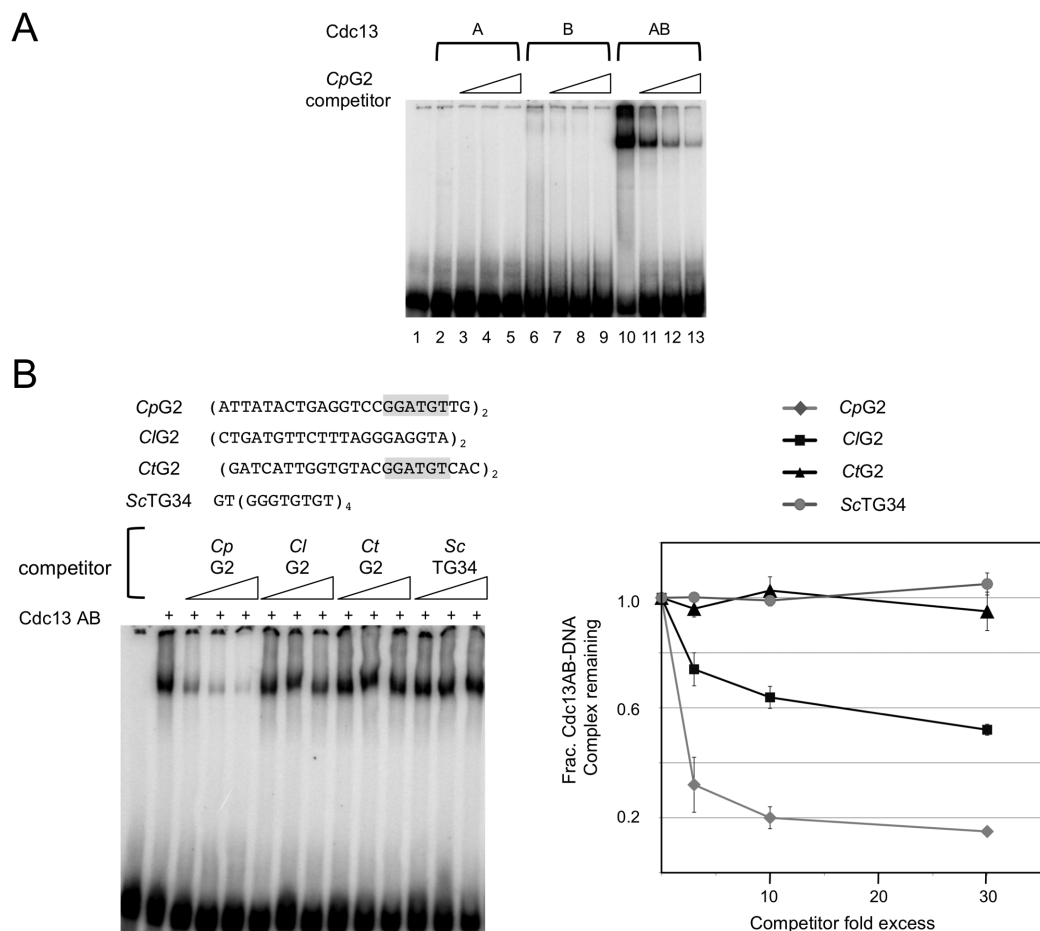 A
Cdc13 A B AB
CpG2
competitor
1 2 3 4 5 6 7 8 9 10 11 12 13
B
CpG2 (ATTATACTGAGGTCCGGATGTTG)2
ClG2 (CTGATGTTCTTTAGGGAGGTA)2
CtG2 (GATCATTGGTGTACGGATGTCAC)2
ScTG34 GT(GGGTGTGT)4
competitor
Cp
G2
Cl
G2
Ct
G2
Sc
TG34
Cdc13 AB + + + + + + + + + + + + +
CpG2
ClG2
CtG2
ScTG34
Frac. Cdc13AB-DNA
Complex remaining
1.0
0.6
0.2
10 20 30
Competitor fold excess